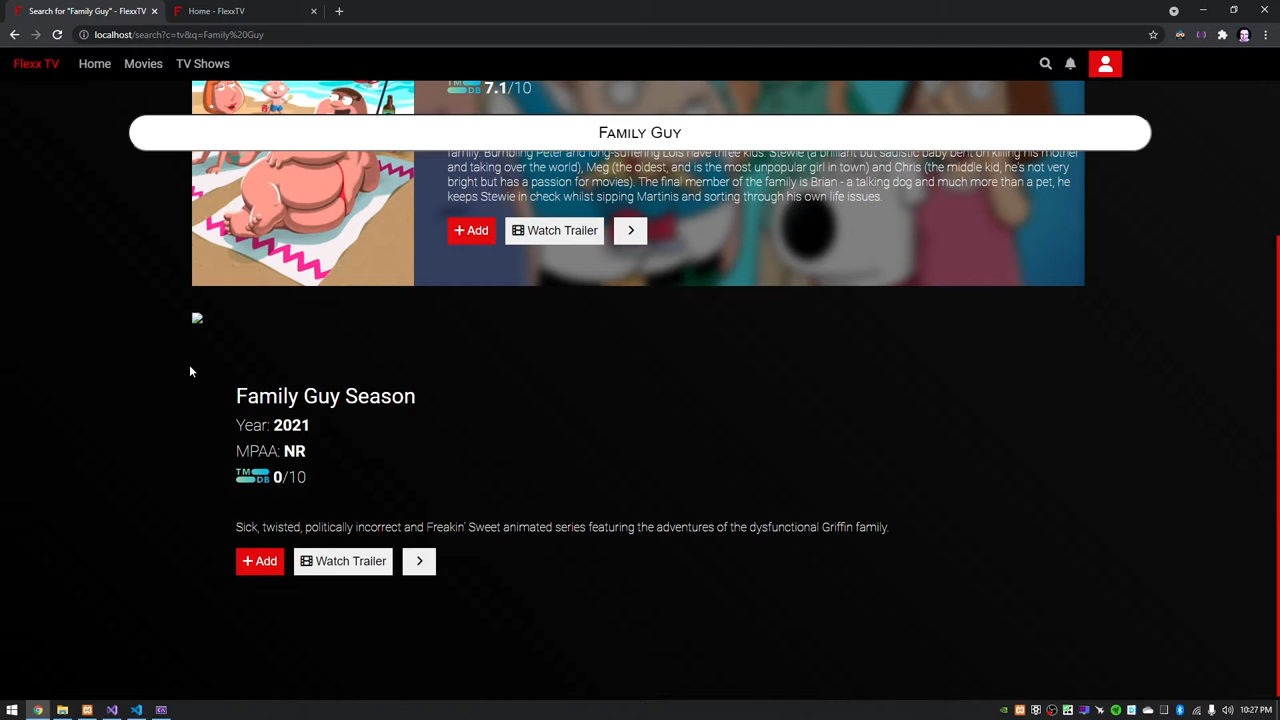 Search for "Family Guy" - FlexxTV
Home - FlexxTV
localhost/search?c=tv&q=Family%20Guy
Flexx TV
Home
Movies
TV Shows
TM
DB 7.1/10
Family Guy
family. Bumbling Peter and long-suffering Lois have three kids. Stewie (a brilliant but sadistic baby bent on killing his mother
and taking over the world), Meg (the oldest, and is the most unpopular girl in town) and Chris (the middle kid, he's not very
bright but has a passion for movies). The final member of the family is Brian - a talking dog and much more than a pet, he
keeps Stewie in check whilst sipping Martinis and sorting through his own life issues.
Add
Watch Trailer
Family Guy Season
Year: 2021
MPAA: NR
TM
DB 0/10
Sick, twisted, politically incorrect and Freakin' Sweet animated series featuring the adventures of the dysfunctional Griffin family.
Add
Watch Trailer
10:27 PM